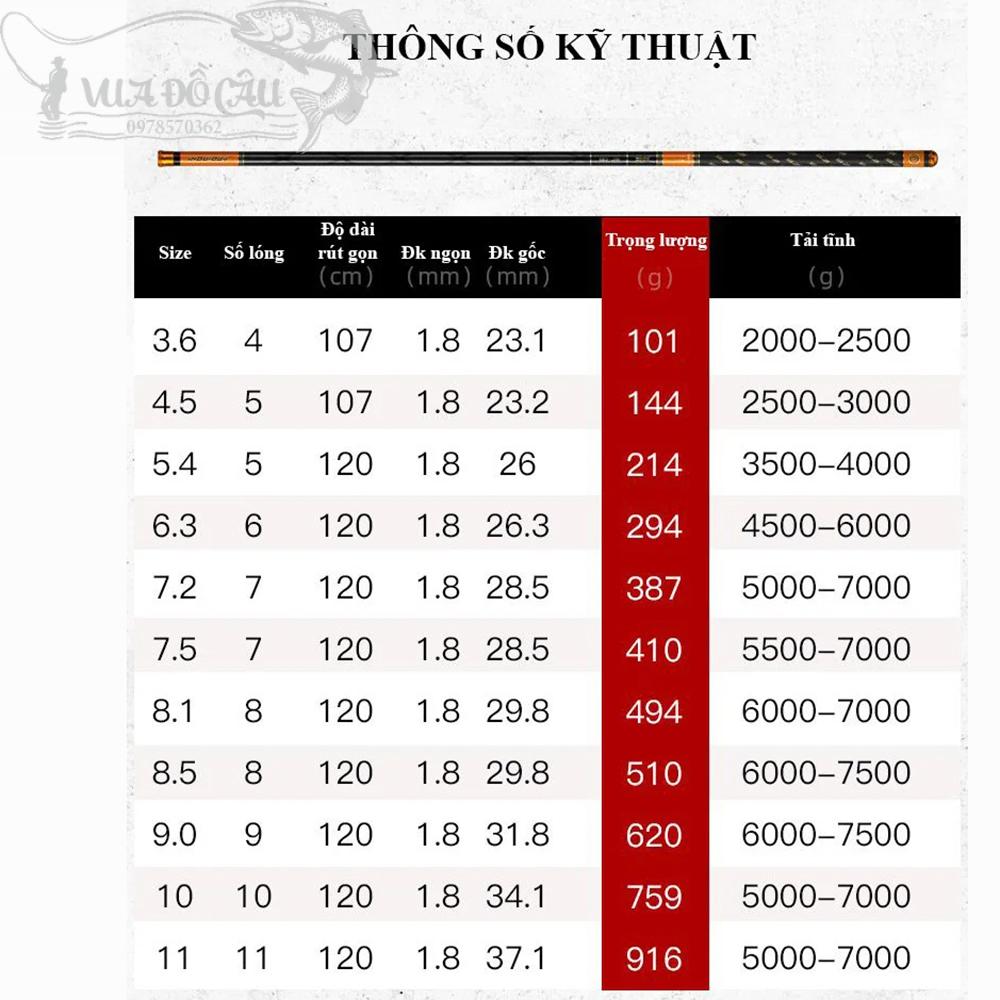 THÔNG SỐ KỸ THUẬT
VUA ĐỒ CÂU
0978570362
Size Số lóng Độ dài rút gọn (cm) Đk ngọn (mm) Đk gốc (mm) Trọng lượng (g) Tải tĩnh (g)
3.6 4 107 1.8 23.1 101 2000–2500
4.5 5 107 1.8 23.2 144 2500–3000
5.4 5 120 1.8 26 214 3500–4000
6.3 6 120 1.8 26.3 294 4500–6000
7.2 7 120 1.8 28.5 387 5000–7000
7.5 7 120 1.8 28.5 410 5500–7000
8.1 8 120 1.8 29.8 494 6000–7000
8.5 8 120 1.8 29.8 510 6000–7500
9.0 9 120 1.8 31.8 620 6000–7500
10 10 120 1.8 34.1 759 5000–7000
11 11 120 1.8 37.1 916 5000–7000